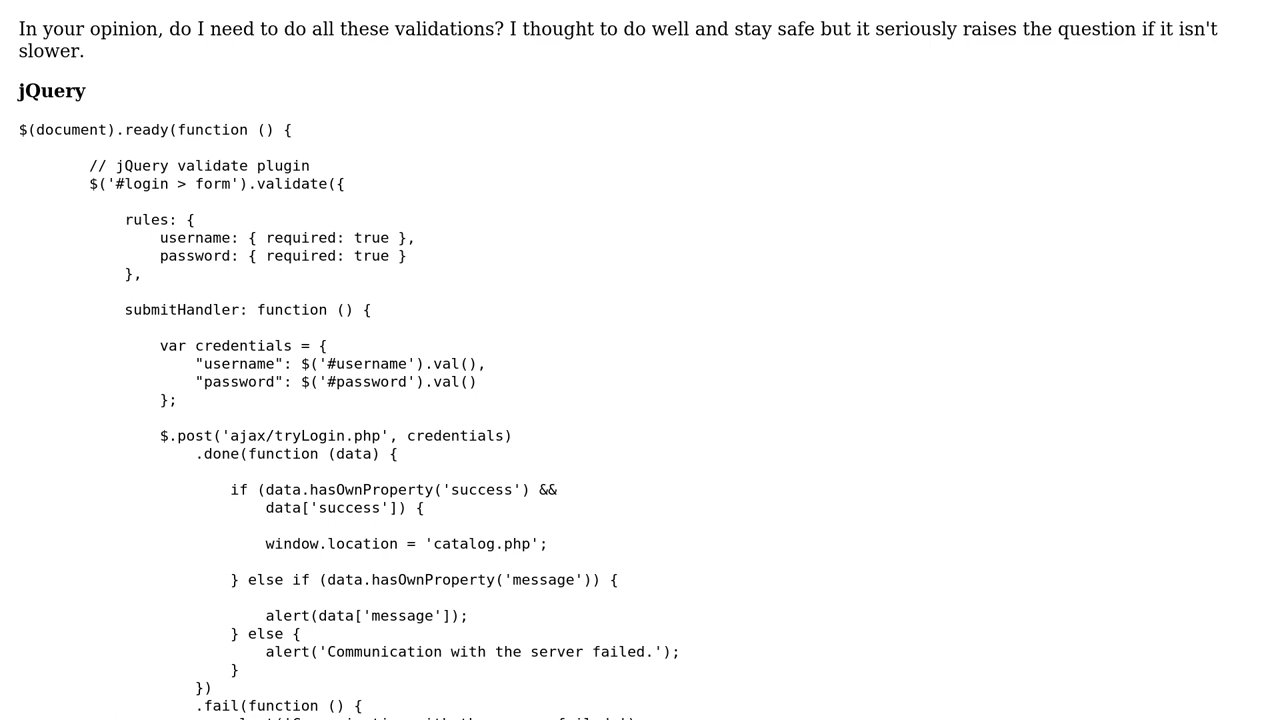 In your opinion, do I need to do all these validations? I thought to do well and stay safe but it seriously raises the question if it isn't
slower.
jQuery
$(document).ready(function () {
// jQuery validate plugin
$('#login > form').validate({
rules: {
username: { required: true },
password: { required: true }
},
submitHandler: function () {
var credentials = {
"username": $('#username').val(),
"password": $('#password').val()
};
$.post('ajax/tryLogin.php', credentials)
.done(function (data) {
if (data.hasOwnProperty('success') &&
data['success']) {
window.location = 'catalog.php';
} else if (data.hasOwnProperty('message')) {
alert(data['message']);
} else {
alert('Communication with the server failed.');
}
})
.fail(function () {